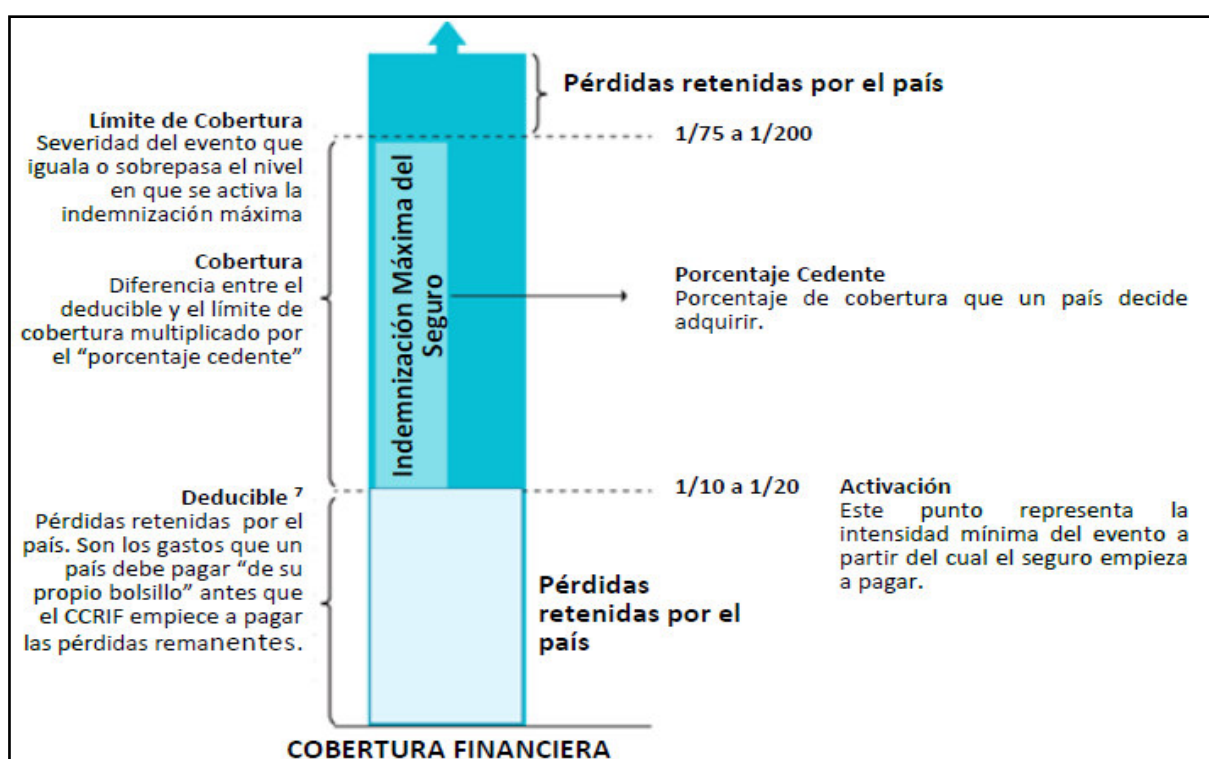 Pérdidas retenidas por el país
Límite de Cobertura
Severidad del evento que
iguala o sobrepasa el nivel
en que se activa la
indemnización máxima
1/75 a 1/200
Indemnización Máxima del
Seguro
Cobertura
Diferencia entre el
deducible y el límite de
cobertura multiplicado por
el “porcentaje cedente”
Porcentaje Cedente
Porcentaje de cobertura que un país decide
adquirir.
Deducible ⁷
Pérdidas retenidas por el
país. Son los gastos que un
país debe pagar “de su
propio bolsillo” antes que
el CCRIF empiece a pagar
las pérdidas remanentes.
1/10 a 1/20
Activación
Este punto representa la
intensidad mínima del evento a
partir del cual el seguro empieza
a pagar.
Pérdidas
retenidas por el
país
COBERTURA FINANCIERA